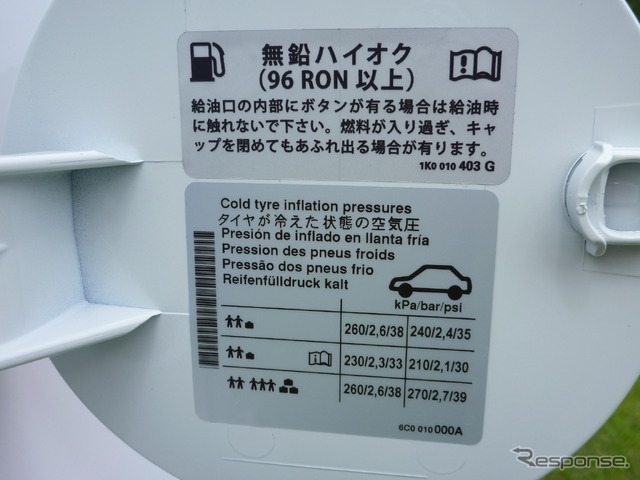 無鉛ハイオク
(96 RON 以上)
給油口の内部にボタンが有る場合は給油時
に触れないで下さい。燃料が入り過ぎ、キャ
ップを閉めてもあふれ出る場合が有ります。
1K0 010 403 G
Cold tyre inflation pressures
タイヤが冷えた状態の空気圧
Presión de inflado en llanta fría
Pression des pneus froids
Pressão dos pneus frio
Reifenfülldruck kalt
kPa/bar/psi
260/2,6/38 240/2,4/35
230/2,3/33 210/2,1/30
260/2,6/38 270/2,7/39
6C0 010 000A
Response.